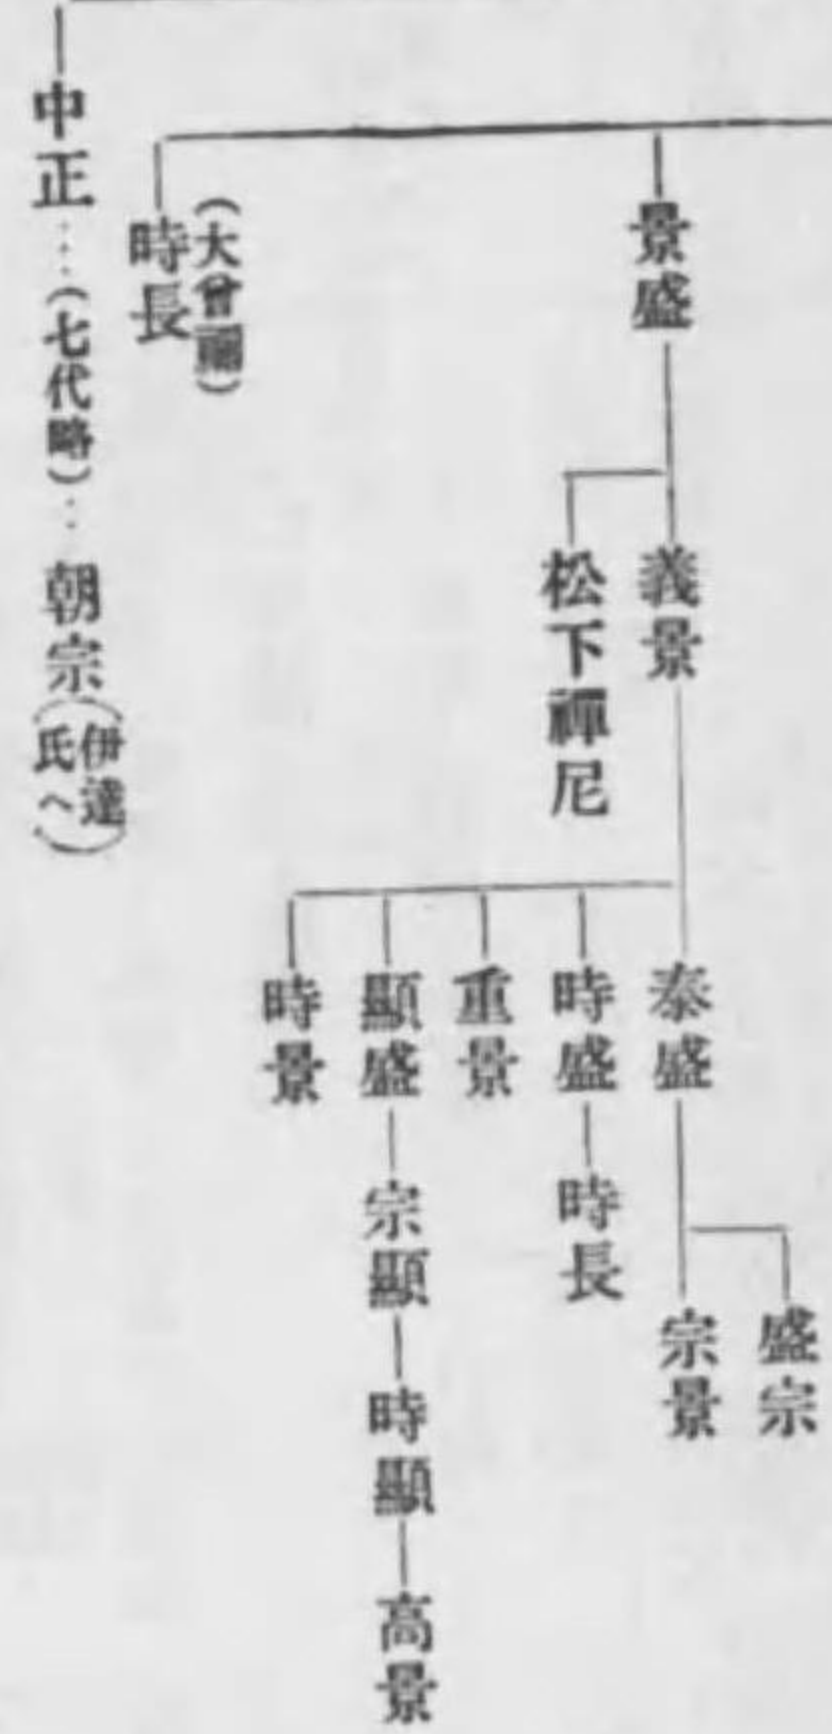 景盛
義景
松下禪尼
盛宗
泰盛
宗景
時盛
時長
重景
顯盛
宗顯
時顯
高景
時景
(大曾禰)
時長
中正…(七代略)…朝宗(伊達氏へ)